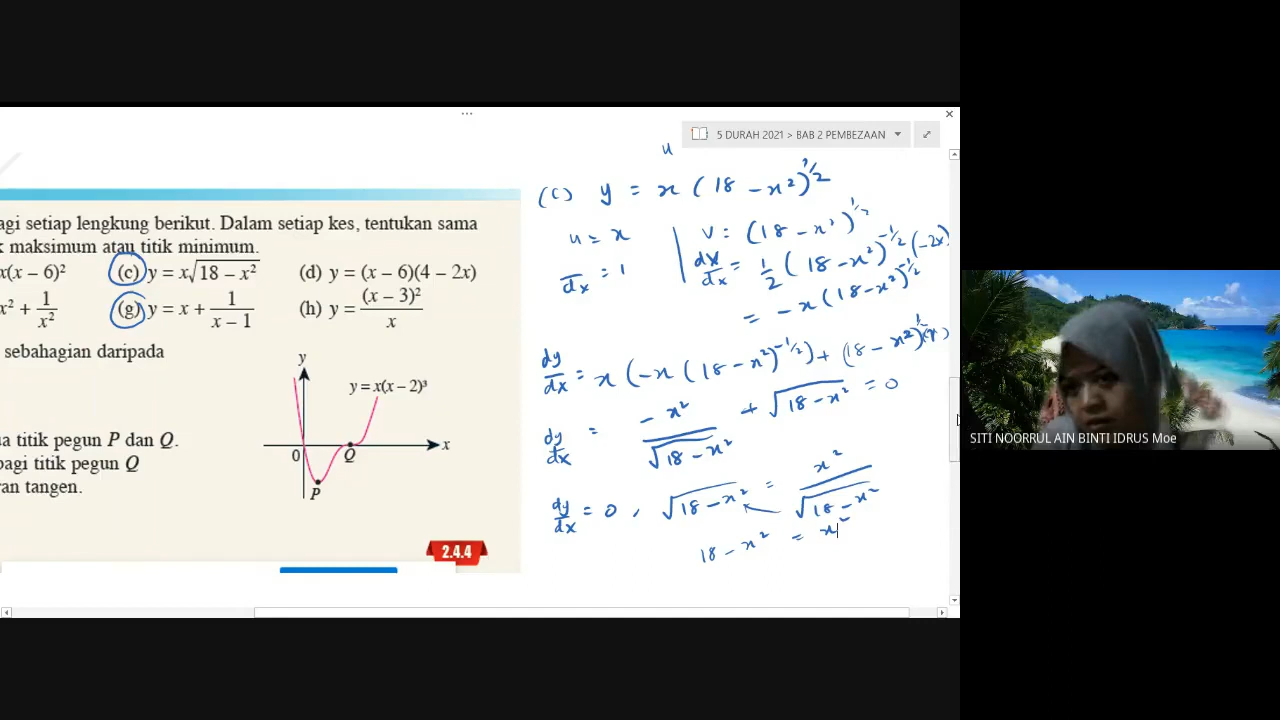 5 DURAH 2021 > BAB 2 PEMBEZAAN
agi setiap lengkung berikut. Dalam setiap kes, tentukan sama
k maksimum atau titik minimum.
x(x − 6)² (c) y = x√(18 − x²) (d) y = (x − 6)(4 − 2x)
x² + 1/x² (g) y = x + 1/(x − 1) (h) y = (x − 3)²/x
sebahagian daripada
y
y = x(x − 2)³
0
Q
x
P
a titik pegun P dan Q.
bagi titik pegun Q
an tangen.
2.4.4
u
(c) y = x (18 − x²)^1/2
u = x
dx = 1
v = (18 − x²)^1/2
dv/dx = 1/2 (18 − x²)^−1/2 (−2x)
= −x (18 − x²)^−1/2
dy/dx = x (−x (18 − x²)^−1/2) + (18 − x²)^1/2 (1)
dy/dx = −x²/√(18 − x²) + √(18 − x²) = 0
dy/dx = 0 , √(18 − x²) = x²/√(18 − x²)
18 − x² = x²
SITI NOORRUL AIN BINTI IDRUS Moe